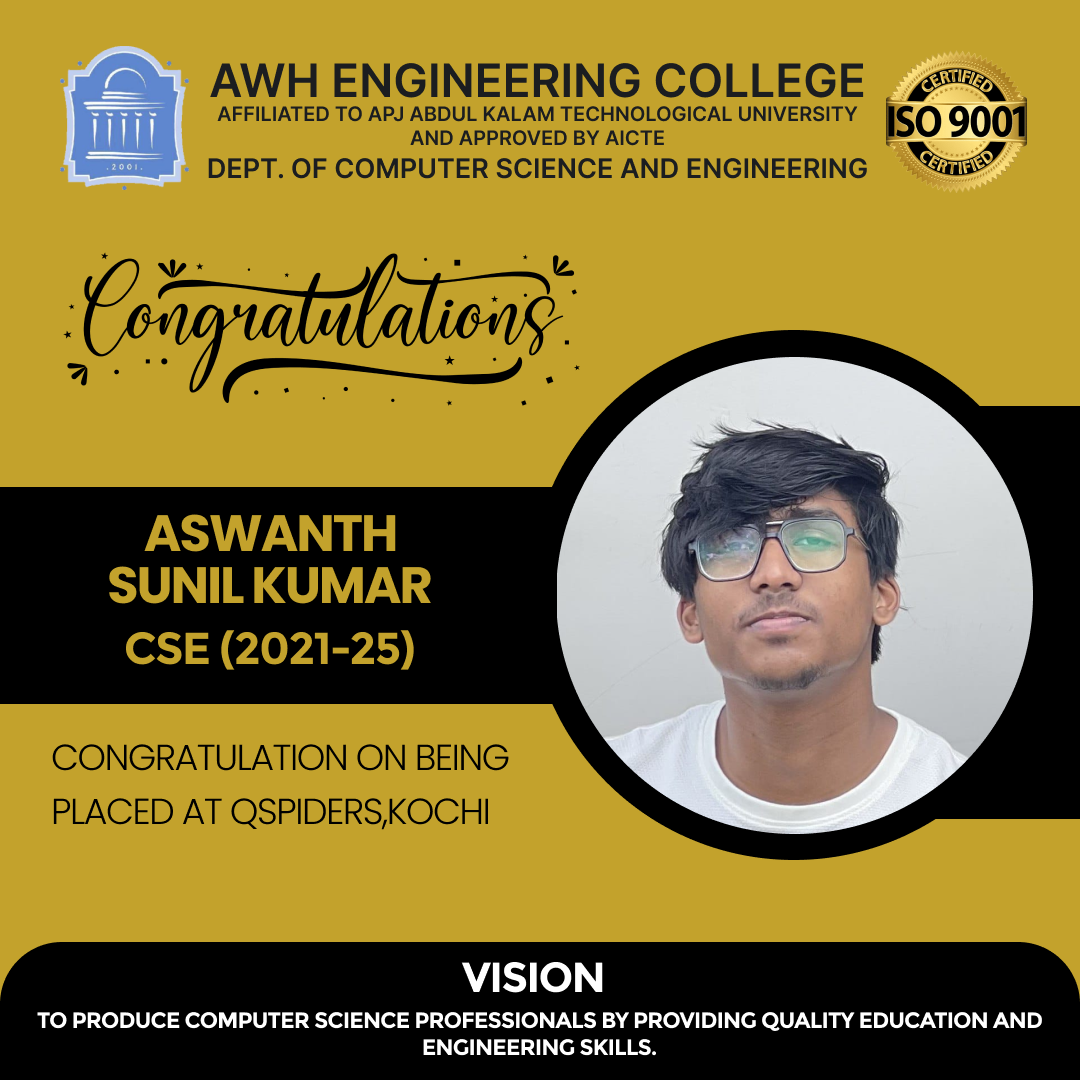 AWH ENGINEERING COLLEGE
AFFILIATED TO APJ ABDUL KALAM TECHNOLOGICAL UNIVERSITY
AND APPROVED BY AICTE
DEPT. OF COMPUTER SCIENCE AND ENGINEERING
.2001.
CERTIFIED
ISO 9001
CERTIFIED
Congratulations
ASWANTH
SUNIL KUMAR
CSE (2021-25)
CONGRATULATION ON BEING
PLACED AT QSPIDERS,KOCHI
VISION
TO PRODUCE COMPUTER SCIENCE PROFESSIONALS BY PROVIDING QUALITY EDUCATION AND
ENGINEERING SKILLS.